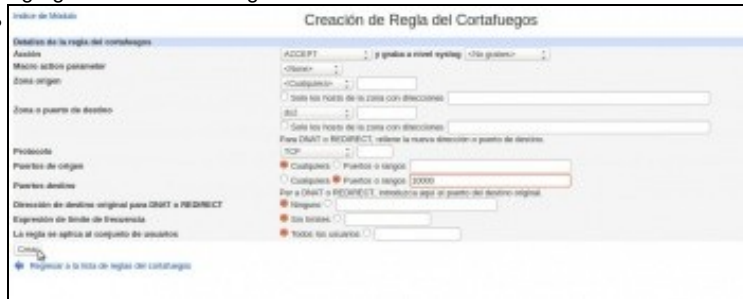 Índice de Módulo
Creación de Regla del Cortafuegos
Detalles de la regla del cortafuegos
Acción ACCEPT y graba a nivel syslog <No grabes>
Macro action parameter <None>
Zona origen <Cualquiera>
Solo los hosts de la zona con direcciones
Zona o puerto de destino
Solo los hosts de la zona con direcciones
Para DNAT o REDIRECT, rellene la nueva dirección o puerto de destino.
Protocolo TCP
Puertos de origen Cualquiera Puertos o rangos
Puertos destino Cualquiera Puertos o rangos 10000
Por a DNAT o REDIRECT, introduzca aquí el puerto del destino original.
Dirección de destino original para DNAT o REDIRECT Ninguno
Expresión de límite de frecuencia Sin límites
La regla se aplica al conjunto de usuarios Todos los usuarios
Crear
Regresar a la lista de reglas del cortafuegos